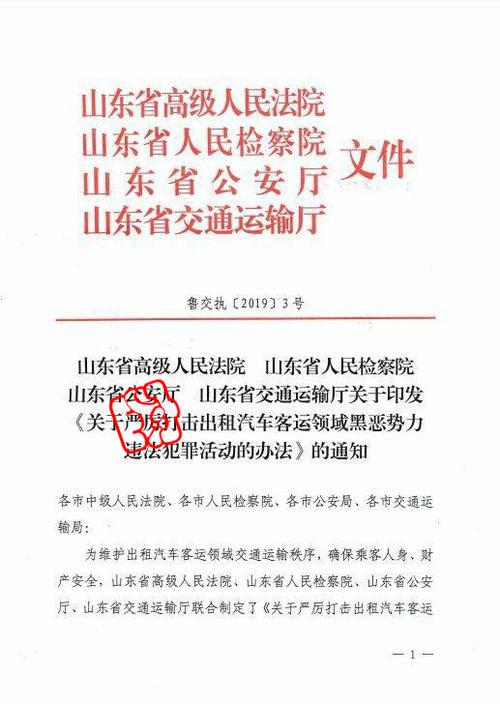 山东省高级人民法院
山东省人民检察院
山东省公安厅
山东省交通运输厅
文件
鲁交执〔2019〕3号
山东省高级人民法院 山东省人民检察院
山东省公安厅 山东省交通运输厅关于印发
《关于严厉打击出租汽车客运领域黑恶势力
违法犯罪活动的办法》的通知
各市中级人民法院、各市人民检察院、各市公安局、各市交通运
输局：
为维护出租汽车客运领域交通运输秩序，确保乘客人身、财
产安全，山东省高级人民法院、山东省人民检察院、山东省公安
厅、山东省交通运输厅联合制定了《关于严厉打击出租汽车客运
— 1 —